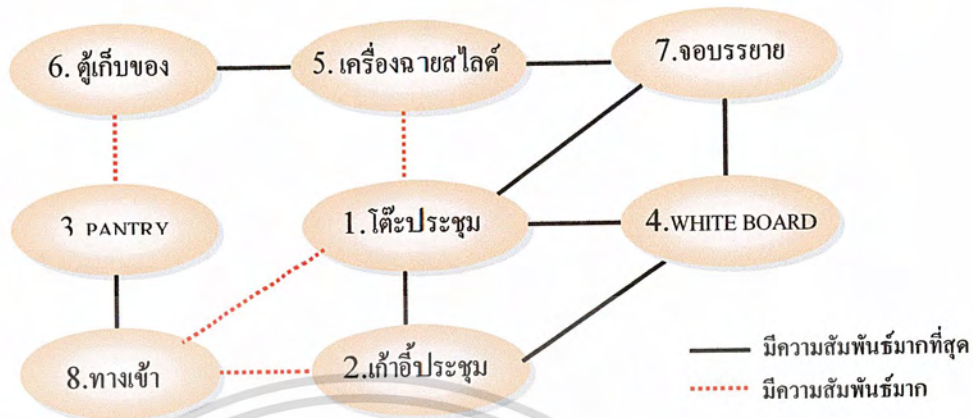 6. ตู้เก็บของ
5. เครื่องฉายสไลด์
7.จอบรรยาย
3 PANTRY
1.โต๊ะประชุม
4.WHITE BOARD
8.ทางเข้า
2.เก้าอี้ประชุม
มีความสัมพันธ์มากที่สุด
มีความสัมพันธ์มาก